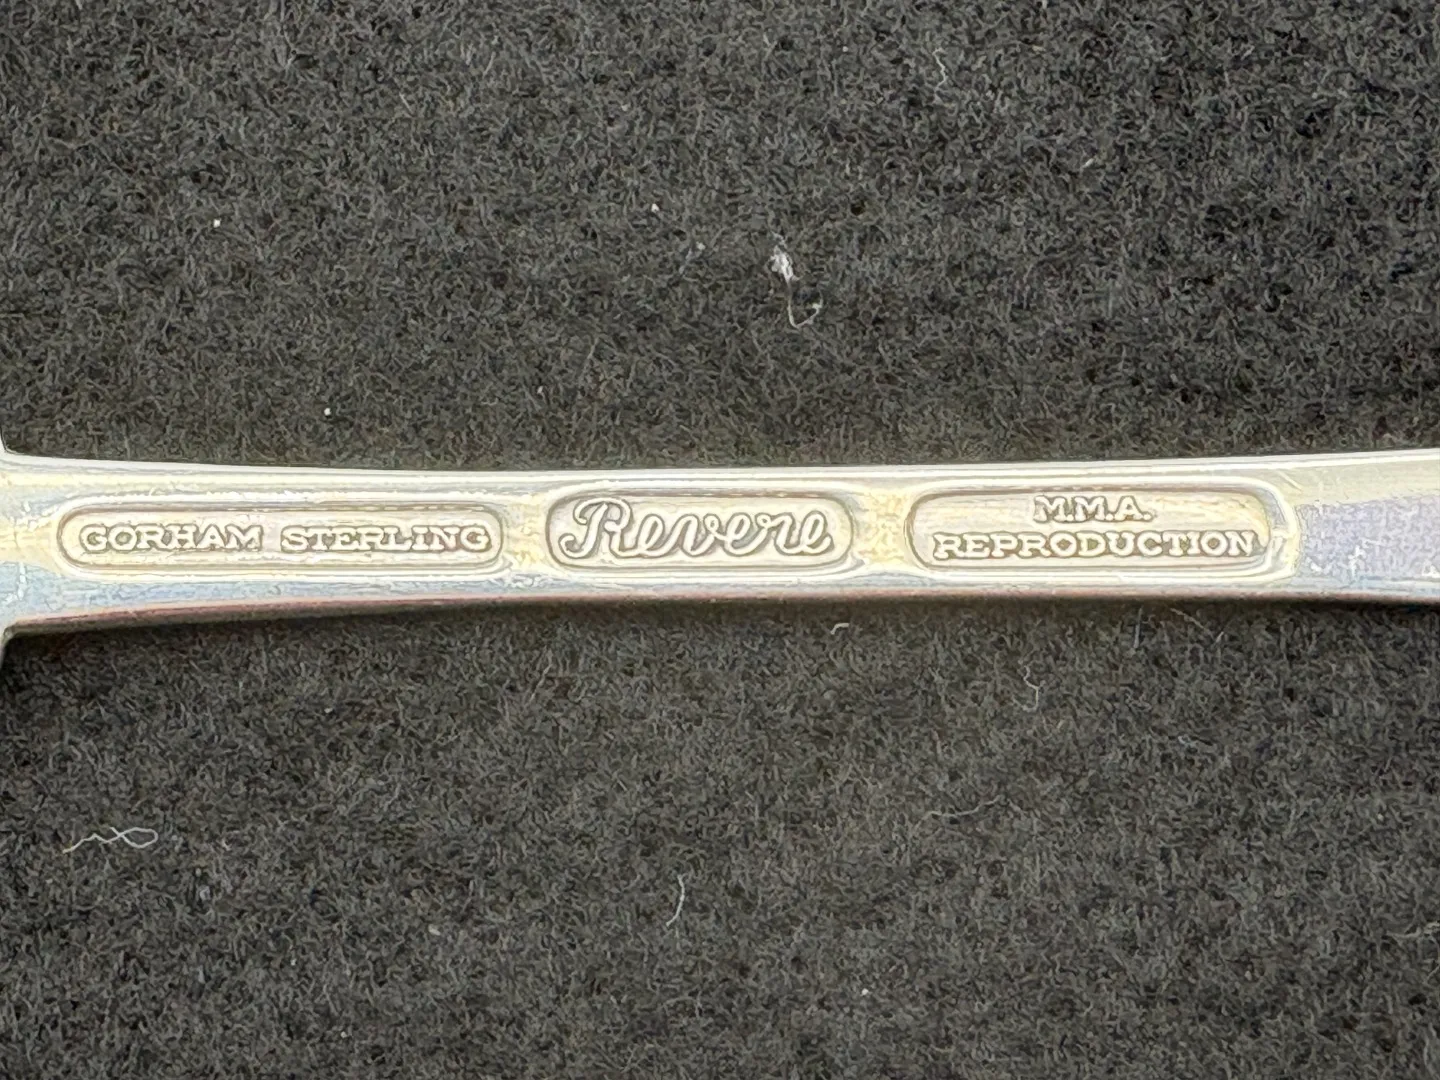 GORHAM STERLING
Revere
M.M.A.
REPRODUCTION